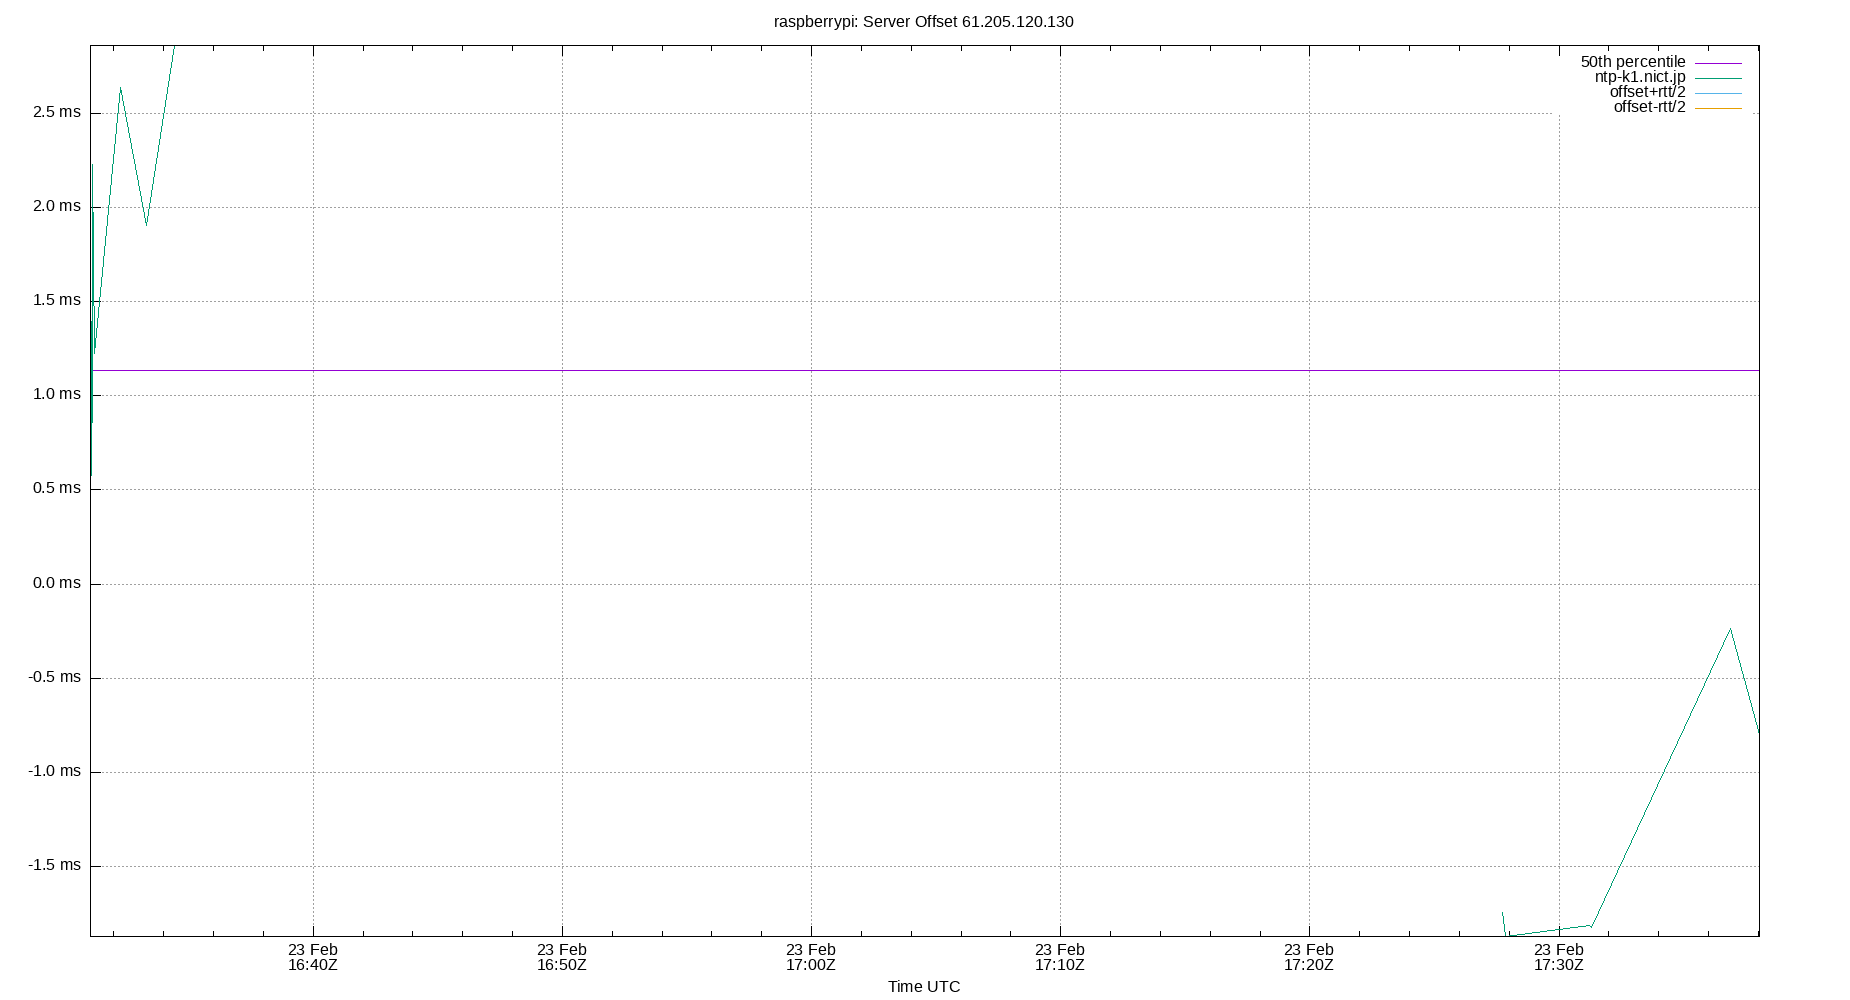 raspberrypi: Server Offset 61.205.120.130
50th percentile
ntp-k1.nict.jp
offset+rtt/2
offset-rtt/2
2.5 ms
2.0 ms
1.5 ms
1.0 ms
0.5 ms
0.0 ms
-0.5 ms
-1.0 ms
-1.5 ms
23 Feb 23 Feb 23 Feb 23 Feb 23 Feb 23 Feb
16:40Z 16:50Z 17:00Z 17:10Z 17:20Z 17:30Z
Time UTC